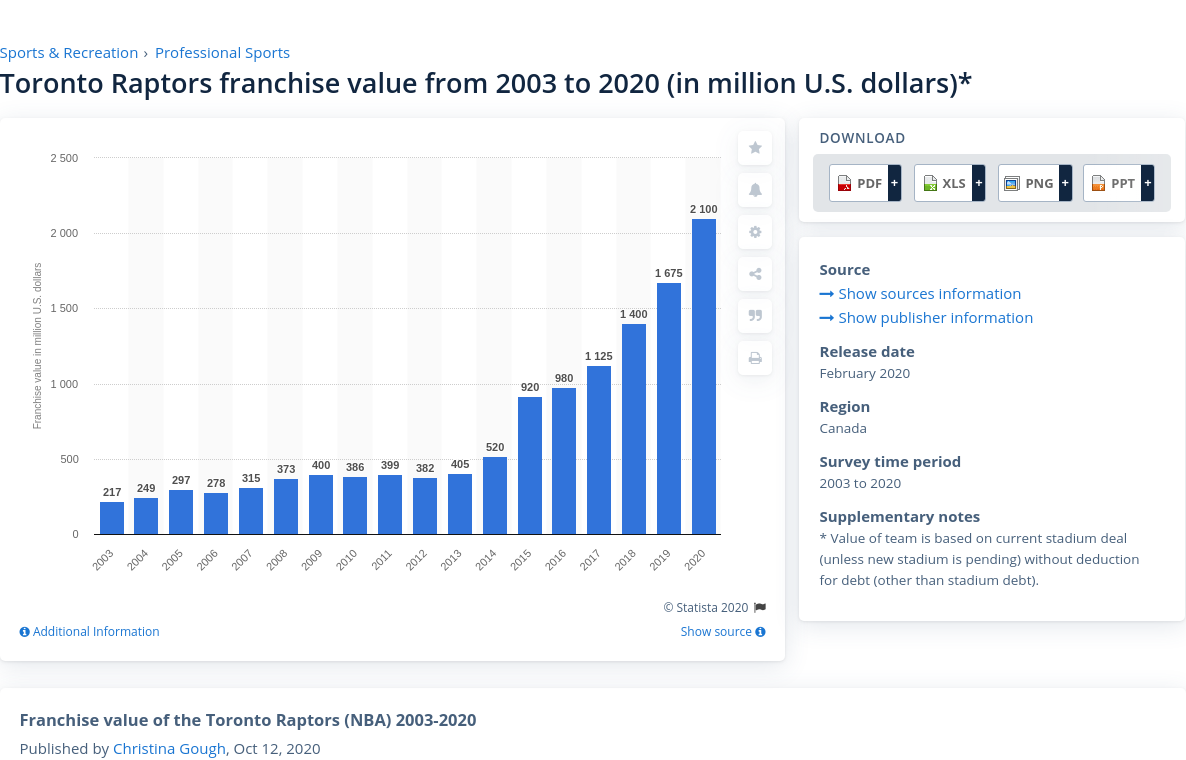 Sports & Recreation › Professional Sports
Toronto Raptors franchise value from 2003 to 2020 (in million U.S. dollars)*
Franchise value in million U.S. dollars
2 500
2 000
1 500
1 000
500
0
217
249
297
278
315
373
400
386
399
382
405
520
920
980
1 125
1 400
1 675
2 100
2003
2004
2005
2006
2007
2008
2009
2010
2011
2012
2013
2014
2015
2016
2017
2018
2019
2020
© Statista 2020
Additional Information
Show source
DOWNLOAD
PDF + XLS + PNG + PPT +
Source
Show sources information
Show publisher information
Release date
February 2020
Region
Canada
Survey time period
2003 to 2020
Supplementary notes
* Value of team is based on current stadium deal
(unless new stadium is pending) without deduction
for debt (other than stadium debt).
Franchise value of the Toronto Raptors (NBA) 2003-2020
Published by Christina Gough, Oct 12, 2020